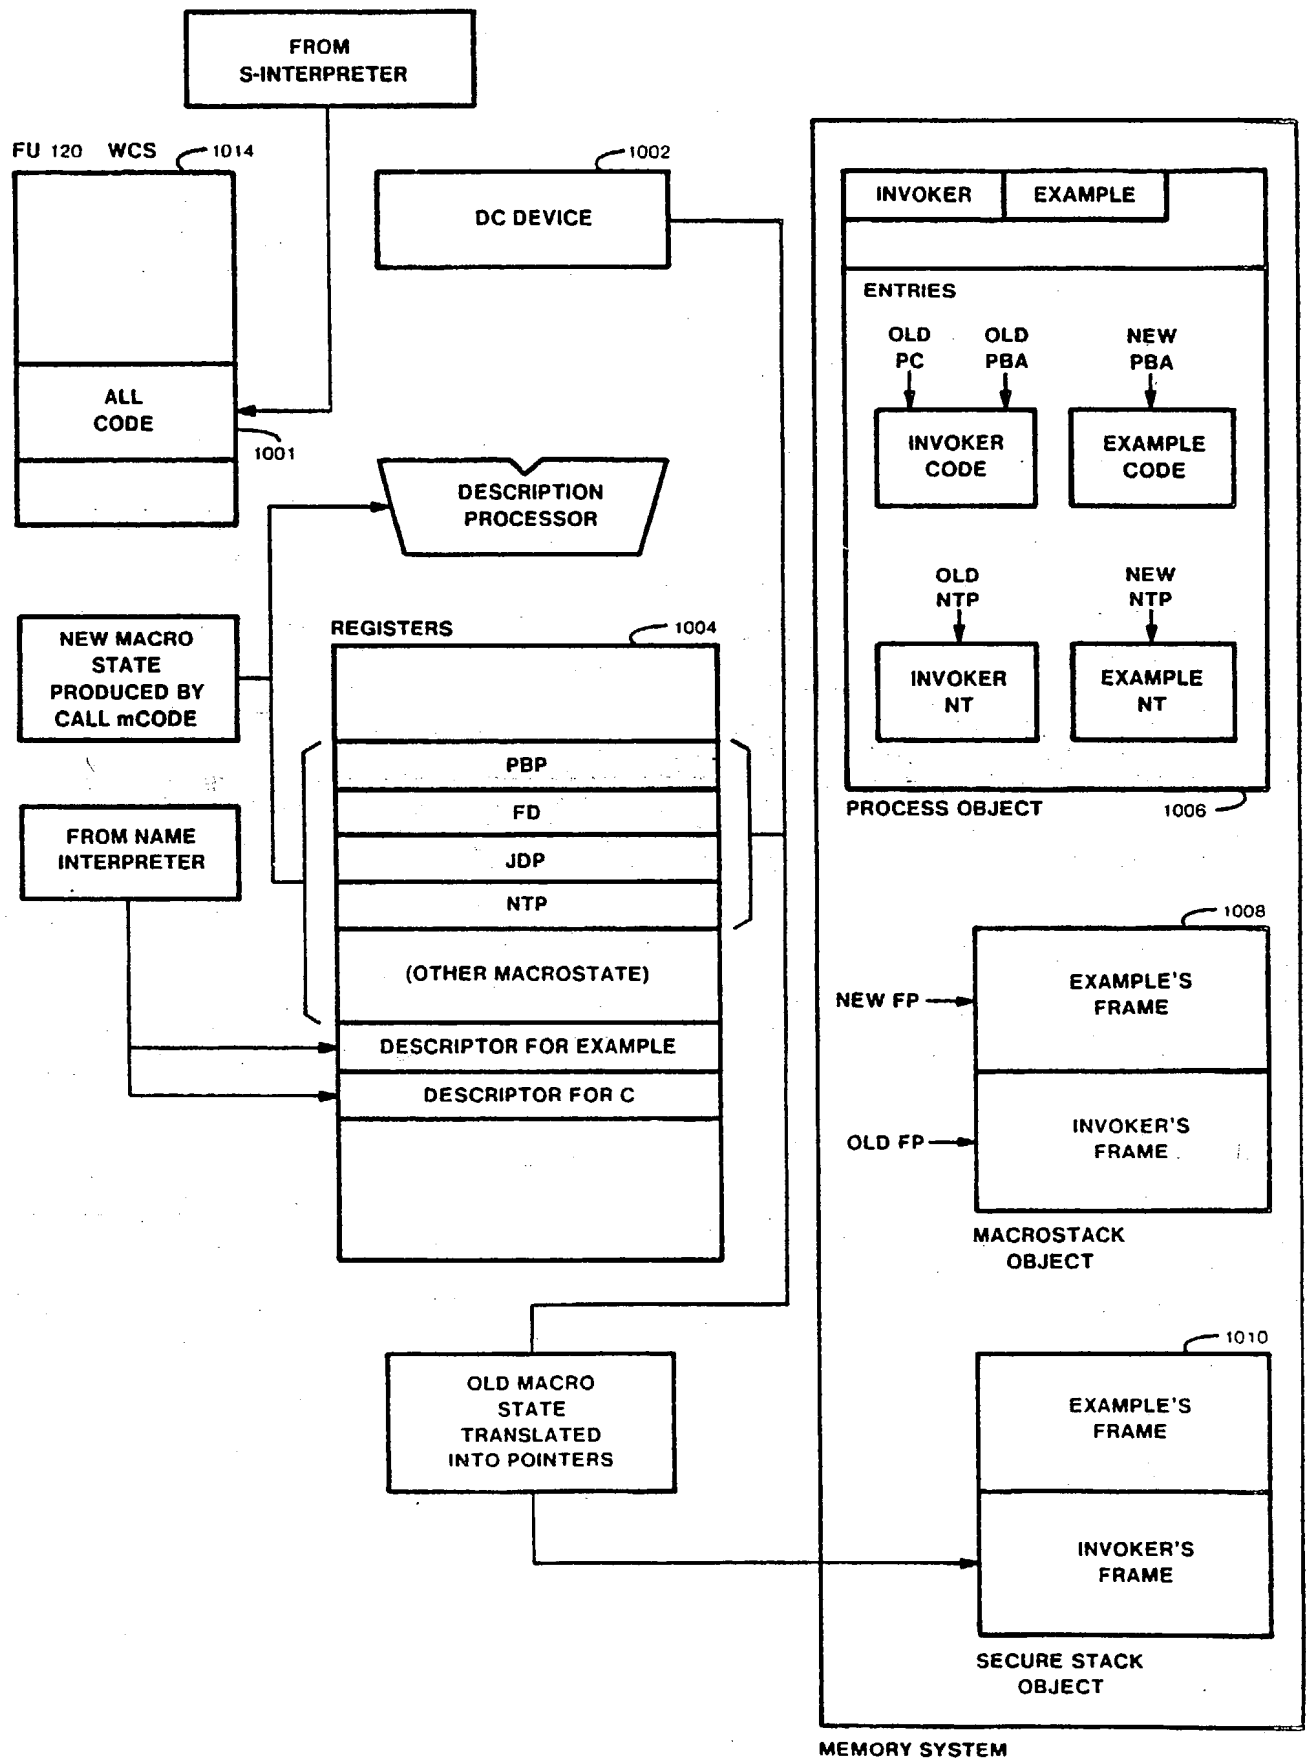 FROM
S-INTERPRETER
FU 120 WCS
1014
ALL
CODE
1001
1002
DC DEVICE
DESCRIPTION
PROCESSOR
NEW MACRO
STATE
PRODUCED BY
CALL mCODE
FROM NAME
INTERPRETER
REGISTERS
1004
PBP
FD
JDP
NTP
(OTHER MACROSTATE)
DESCRIPTOR FOR EXAMPLE
DESCRIPTOR FOR C
OLD MACRO
STATE
TRANSLATED
INTO POINTERS
INVOKER
EXAMPLE
ENTRIES
OLD
PC
OLD
PBA
NEW
PBA
INVOKER
CODE
EXAMPLE
CODE
OLD
NTP
NEW
NTP
INVOKER
NT
EXAMPLE
NT
PROCESS OBJECT
1006
1008
NEW FP
EXAMPLE'S
FRAME
OLD FP
INVOKER'S
FRAME
MACROSTACK
OBJECT
1010
EXAMPLE'S
FRAME
INVOKER'S
FRAME
SECURE STACK
OBJECT
MEMORY SYSTEM